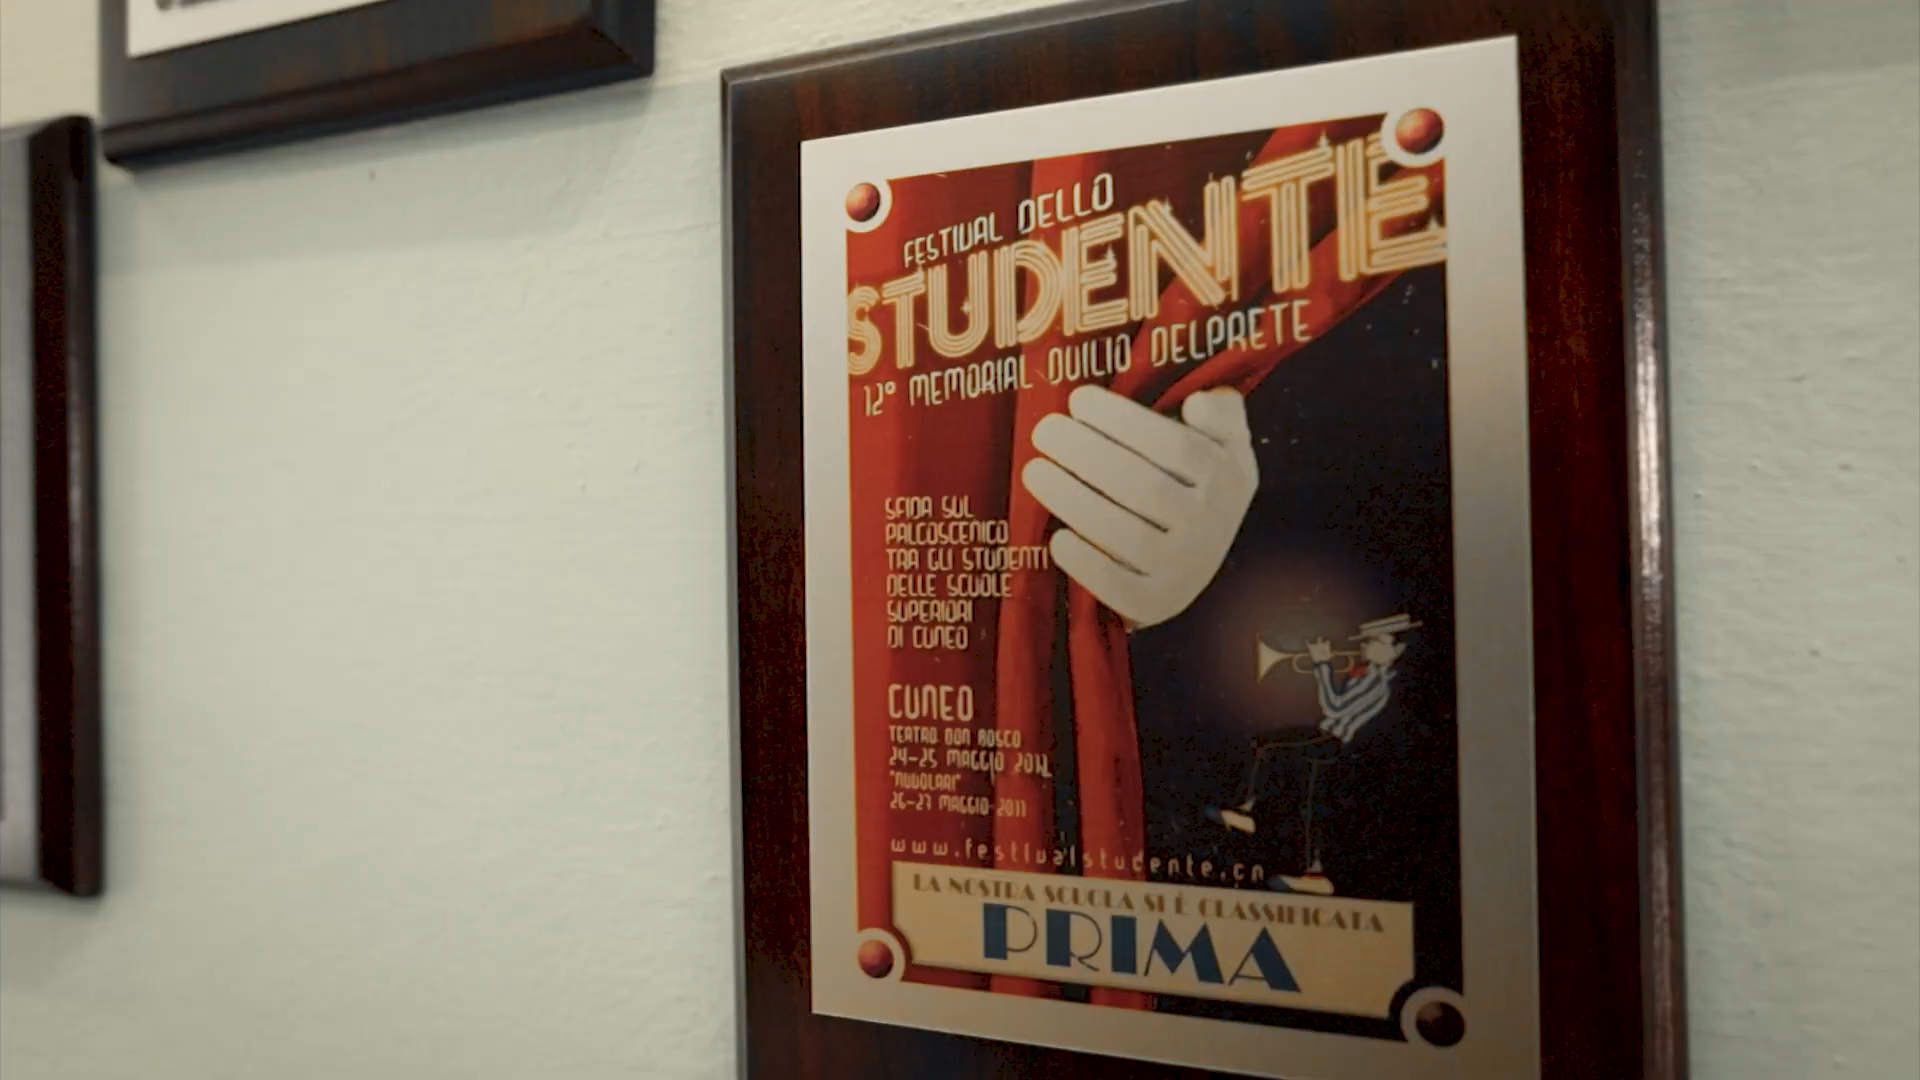 FESTIVAL DELLO
STUDENTE
12° MEMORIAL DUILIO DELPRETE
SFIDA SUL
PALCOSCENICO
TRA GLI STUDENTI
DELLE SCUOLE
SUPERIORI
DI CUNEO
CUNEO
TEATRO DON BOSCO
24-25 MAGGIO
"NUVOLARI"
26-27 MAGGIO 2011
www.festivalstudente.cn
LA NOSTRA SCUOLA SI È CLASSIFICATA
PRIMA